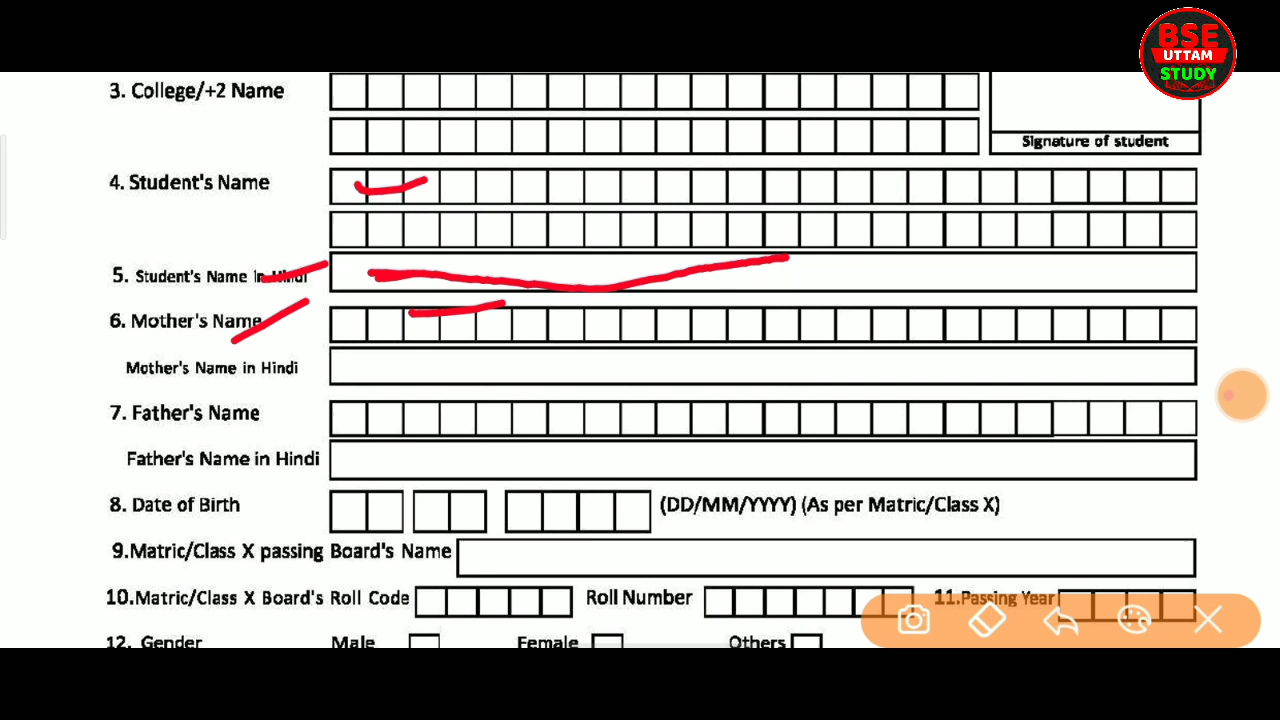 BSE
UTTAM
STUDY
3. College/+2 Name
Signature of student
4. Student's Name
5. Student's Name in Hindi
6. Mother's Name
Mother's Name in Hindi
7. Father's Name
Father's Name in Hindi
8. Date of Birth (DD/MM/YYYY) (As per Matric/Class X)
9.Matric/Class X passing Board's Name
10.Matric/Class X Board's Roll Code Roll Number 11.Passing Year
12. Gender Male Female Others